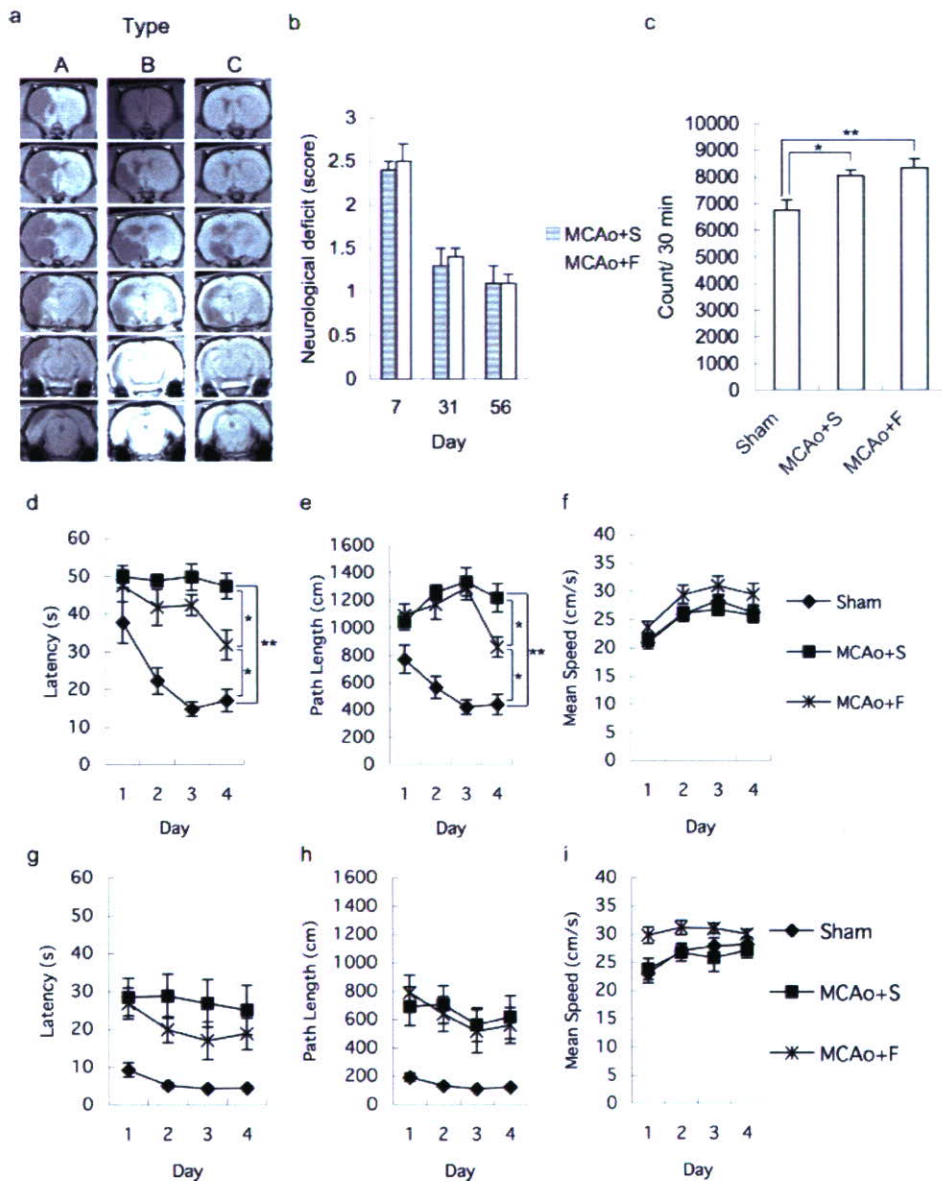 a
Type
A B C
b
Neurological deficit (score)
3
2.5
2
1.5
1
0.5
0
7 31 56
Day
MCAo+S
MCAo+F
c
Count/ 30 min
10000
9000
8000
7000
6000
5000
4000
3000
2000
1000
0
* **
Sham
MCAo+S
MCAo+F
d
Latency (s)
60
50
40
30
20
10
0
* ** *
1 2 3 4
Day
e
Path Length (cm)
1600
1400
1200
1000
800
600
400
200
0
* ** *
1 2 3 4
Day
f
Mean Speed (cm/s)
40
35
30
25
20
15
10
5
0
1 2 3 4
Day
Sham
MCAo+S
MCAo+F
g
Latency (s)
60
50
40
30
20
10
0
1 2 3 4
Day
h
Path Length (cm)
1600
1400
1200
1000
800
600
400
200
0
1 2 3 4
Day
i
Mean Speed (cm/s)
40
35
30
25
20
15
10
5
0
1 2 3 4
Day
Sham
MCAo+S
MCAo+F